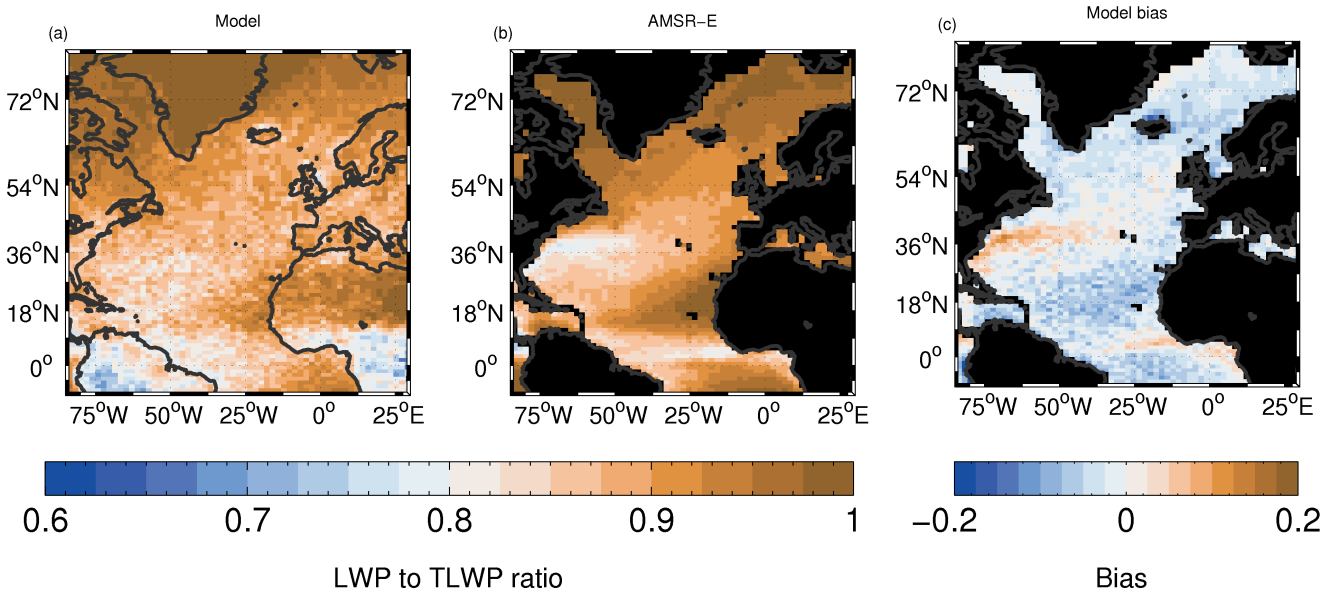 (a) Model
(b) AMSR−E
(c) Model bias
72°N
54°N
36°N
18°N
0°
75°W 50°W 25°W 0° 25°E
72°N
54°N
36°N
18°N
0°
75°W 50°W 25°W 0° 25°E
72°N
54°N
36°N
18°N
0°
75°W 50°W 25°W 0° 25°E
0.6 0.7 0.8 0.9 1
LWP to TLWP ratio
−0.2 0 0.2
Bias